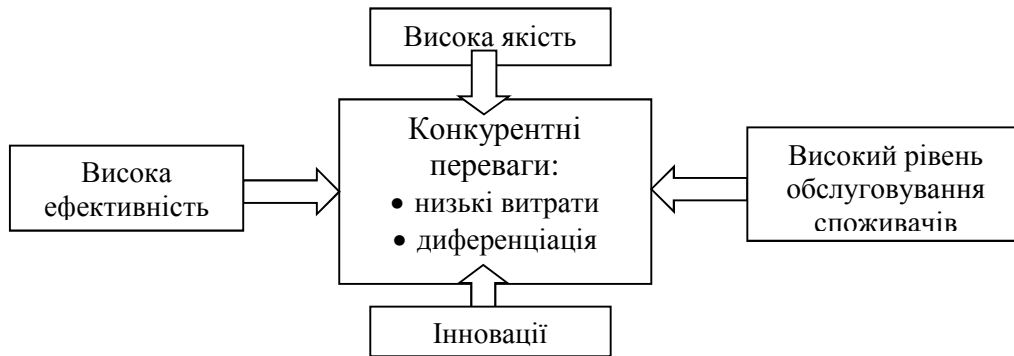 Висока якість
Конкурентні
переваги:
• низькі витрати
• диференціація
Висока
ефективність
Високий рівень
обслуговування
споживачів
Інновації